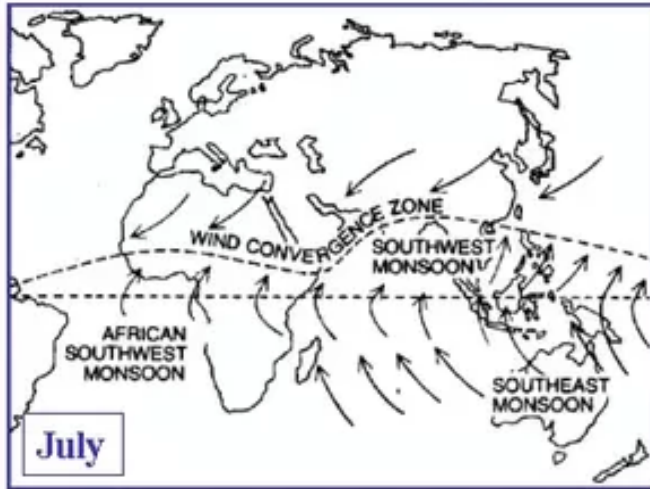 WIND CONVERGENCE ZONE
SOUTHWEST
MONSOON
AFRICAN
SOUTHWEST
MONSOON
SOUTHEAST
MONSOON
July